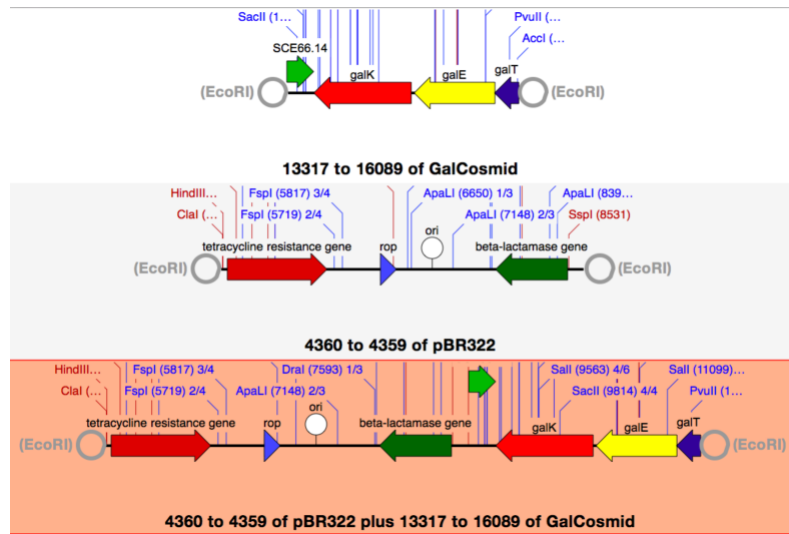 SacII (1... PvuII (...
AccI (...
SCE66.14
galK galE galT
(EcoRI) (EcoRI)
13317 to 16089 of GalCosmid
HindIII... FspI (5817) 3/4 ApaLI (6650) 1/3 ApaLI (839...
ClaI (... FspI (5719) 2/4 ApaLI (7148) 2/3 SspI (8531)
ori
tetracycline resistance gene rop beta-lactamase gene
(EcoRI) (EcoRI)
4360 to 4359 of pBR322
HindIII... FspI (5817) 3/4 DraI (7593) 1/3 SalI (9563) 4/6 SalI (11099)...
ClaI (... FspI (5719) 2/4 ApaLI (7148) 2/3 SacII (9814) 4/4 PvuII (1...
ori
tetracycline resistance gene rop beta-lactamase gene galK galE galT
(EcoRI) (EcoRI)
4360 to 4359 of pBR322 plus 13317 to 16089 of GalCosmid